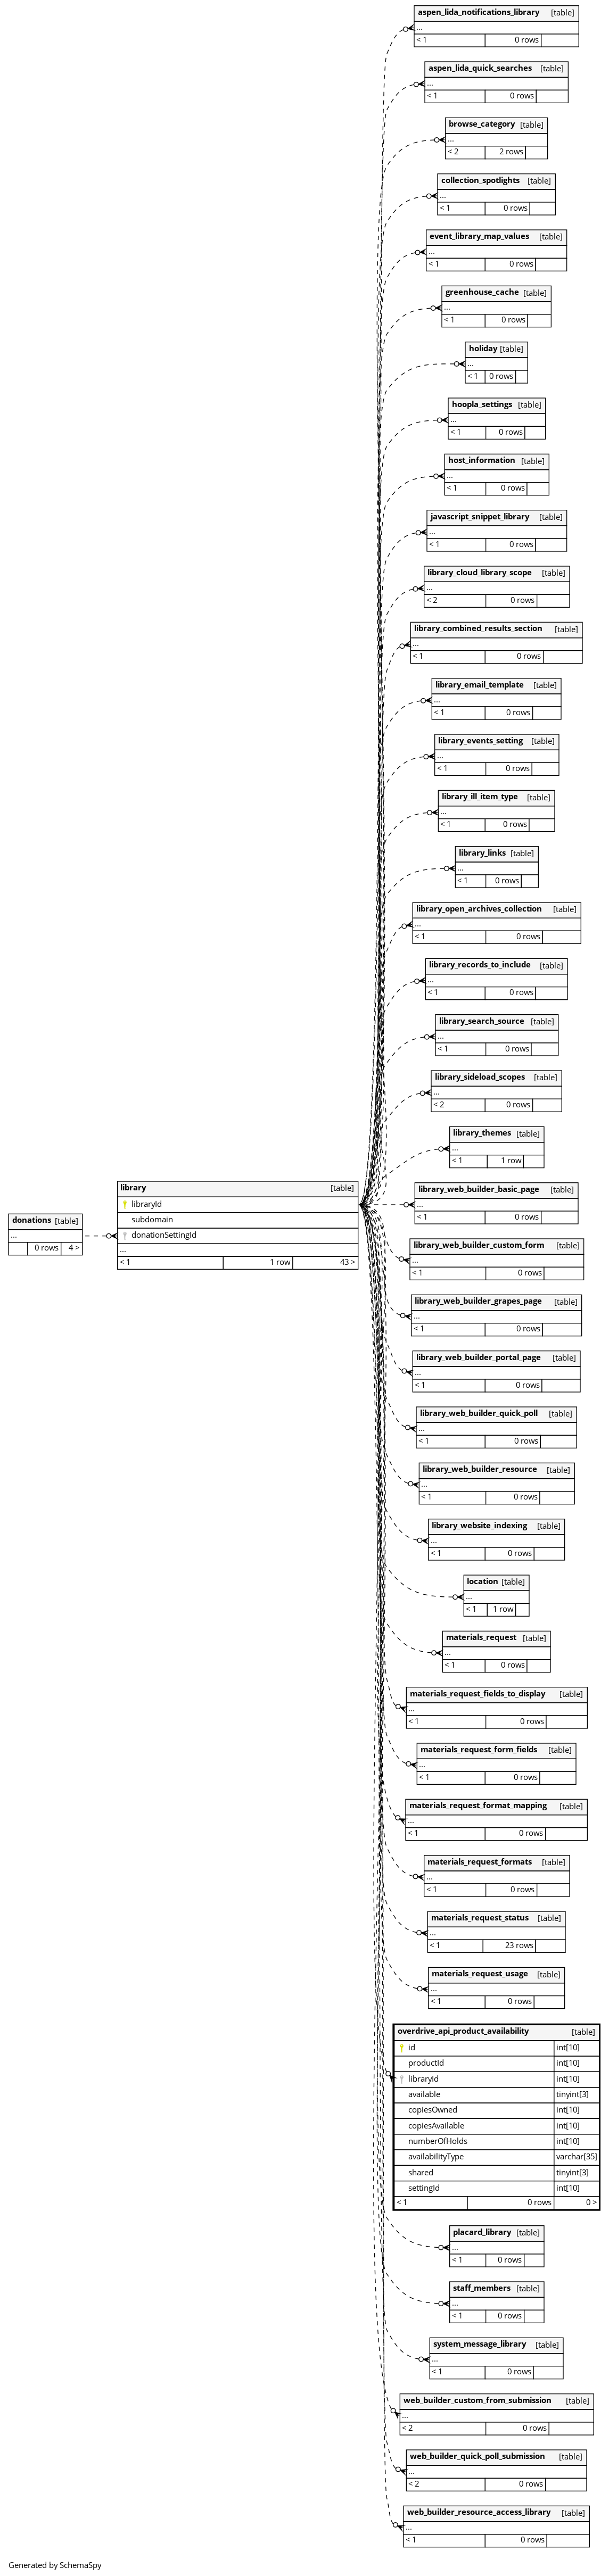 aspen_lida_notifications_library [table]
...
< 1 0 rows
aspen_lida_quick_searches [table]
...
< 1 0 rows
browse_category [table]
...
< 2 2 rows
collection_spotlights [table]
...
< 1 0 rows
event_library_map_values [table]
...
< 1 0 rows
greenhouse_cache [table]
...
< 1 0 rows
holiday [table]
...
< 1 0 rows
hoopla_settings [table]
...
< 1 0 rows
host_information [table]
...
< 1 0 rows
javascript_snippet_library [table]
...
< 1 0 rows
library_cloud_library_scope [table]
...
< 2 0 rows
library_combined_results_section [table]
...
< 1 0 rows
library_email_template [table]
...
< 1 0 rows
library_events_setting [table]
...
< 1 0 rows
library_ill_item_type [table]
...
< 1 0 rows
library_links [table]
...
< 1 0 rows
library_open_archives_collection [table]
...
< 1 0 rows
library_records_to_include [table]
...
< 1 0 rows
library_search_source [table]
...
< 1 0 rows
library_sideload_scopes [table]
...
< 2 0 rows
library_themes [table]
...
< 1 1 row
library [table]
libraryId
subdomain
donationSettingId
...
< 1 1 row 43 >
donations [table]
...
0 rows 4 >
library_web_builder_basic_page [table]
...
< 1 0 rows
library_web_builder_custom_form [table]
...
< 1 0 rows
library_web_builder_grapes_page [table]
...
< 1 0 rows
library_web_builder_portal_page [table]
...
< 1 0 rows
library_web_builder_quick_poll [table]
...
< 1 0 rows
library_web_builder_resource [table]
...
< 1 0 rows
library_website_indexing [table]
...
< 1 0 rows
location [table]
...
< 1 1 row
materials_request [table]
...
< 1 0 rows
materials_request_fields_to_display [table]
...
< 1 0 rows
materials_request_form_fields [table]
...
< 1 0 rows
materials_request_format_mapping [table]
...
< 1 0 rows
materials_request_formats [table]
...
< 1 0 rows
materials_request_status [table]
...
< 1 23 rows
materials_request_usage [table]
...
< 1 0 rows
overdrive_api_product_availability [table]
id int[10]
productId int[10]
libraryId int[10]
available tinyint[3]
copiesOwned int[10]
copiesAvailable int[10]
numberOfHolds int[10]
availabilityType varchar[35]
shared tinyint[3]
settingId int[10]
< 1 0 rows 0 >
placard_library [table]
...
< 1 0 rows
staff_members [table]
...
< 1 0 rows
system_message_library [table]
...
< 1 0 rows
web_builder_custom_from_submission [table]
...
< 2 0 rows
web_builder_quick_poll_submission [table]
...
< 2 0 rows
web_builder_resource_access_library [table]
...
< 1 0 rows
Generated by SchemaSpy